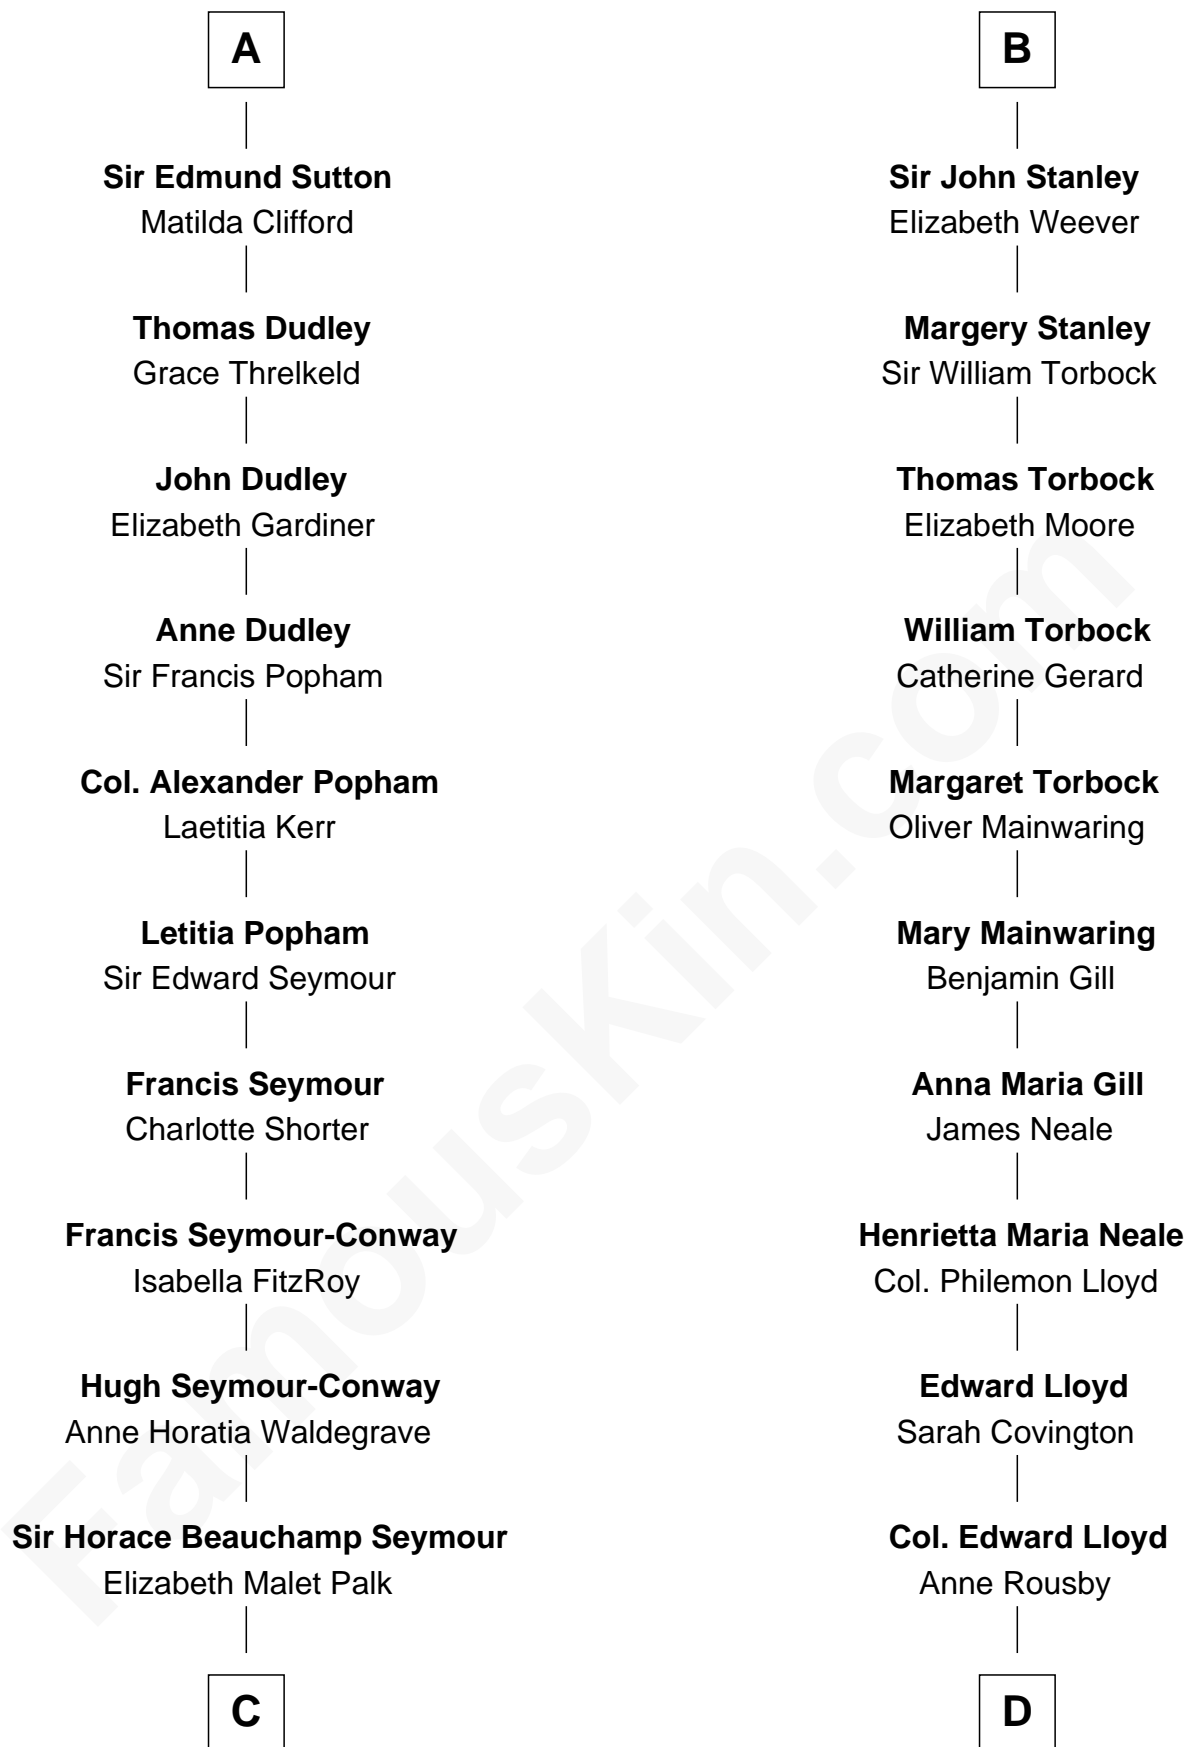 A
Sir Edmund Sutton
Matilda Clifford
Thomas Dudley
Grace Threlkeld
John Dudley
Elizabeth Gardiner
Anne Dudley
Sir Francis Popham
Col. Alexander Popham
Laetitia Kerr
Letitia Popham
Sir Edward Seymour
Francis Seymour
Charlotte Shorter
Francis Seymour-Conway
Isabella FitzRoy
Hugh Seymour-Conway
Anne Horatia Waldegrave
Sir Horace Beauchamp Seymour
Elizabeth Malet Palk
C
B
Sir John Stanley
Elizabeth Weever
Margery Stanley
Sir William Torbock
Thomas Torbock
Elizabeth Moore
William Torbock
Catherine Gerard
Margaret Torbock
Oliver Mainwaring
Mary Mainwaring
Benjamin Gill
Anna Maria Gill
James Neale
Henrietta Maria Neale
Col. Philemon Lloyd
Edward Lloyd
Sarah Covington
Col. Edward Lloyd
Anne Rousby
D
FamousKin.com